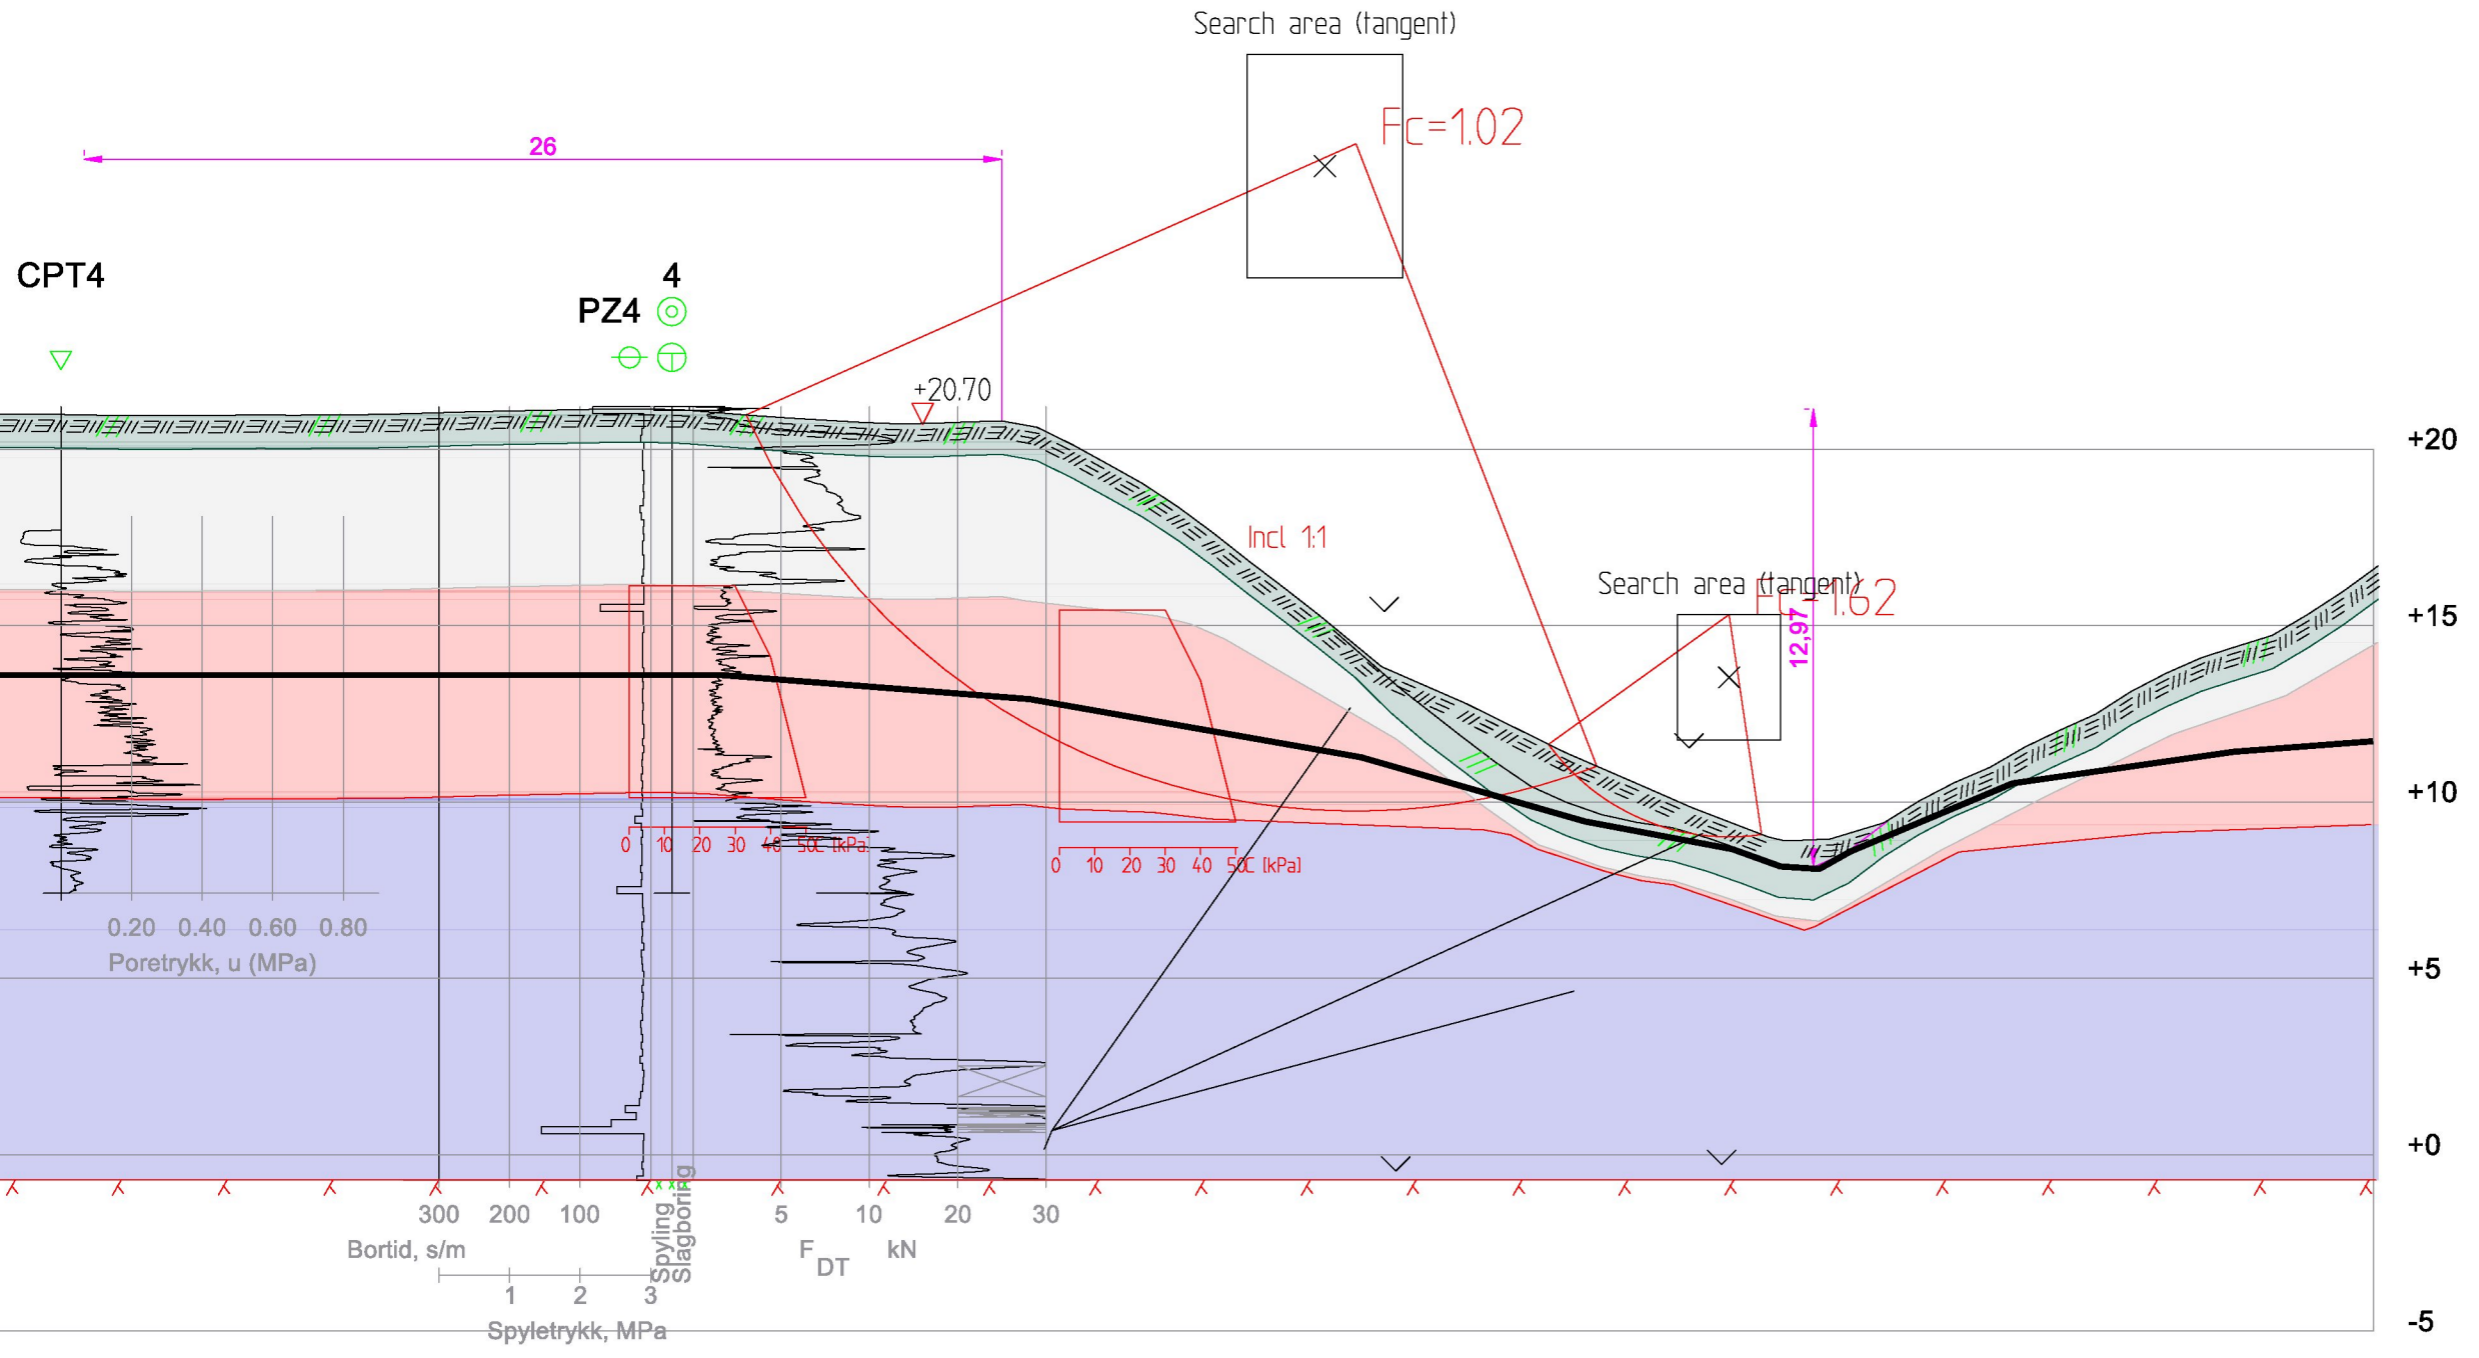 Search area (tangent)
Fc=1.02
26
CPT4
4
PZ4
+20.70
+20
Incl 1:1
Search area (tangent)
Fc=1.62
+15
12,97
+10
0 10 20 30 40 50 C [kPa]
0 10 20 30 40 50 C [kPa]
0.20 0.40 0.60 0.80
Poretrykk, u (MPa)
+5
+0
300 200 100
Spyling
Slagboring
5 10 20 30
Bortid, s/m
F DT kN
1 2 3
Spyletrykk, MPa
-5